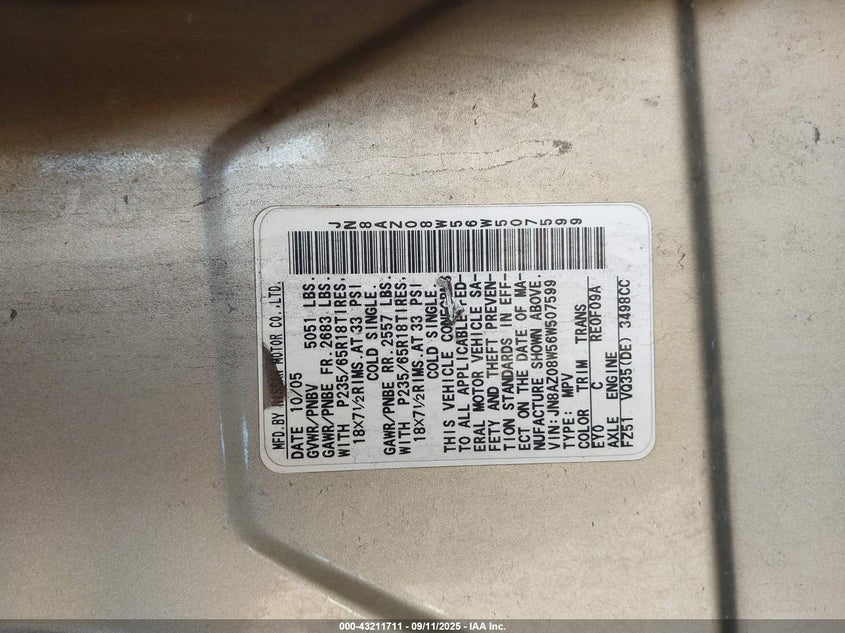 JN8AZ08W56W507599
MFD.BY NISSAN MOTOR CO.,LTD.
DATE 10/05
GVWR/PNBV 5051 LBS.
GAWR/PNBE FR.2683 LBS.
WITH P235/65R18TIRES,
18X7½RIMS.AT 33 PSI
COLD SINGLE.
GAWR/PNBE RR.2557 LBS.
WITH P235/65R18TIRES,
18X7½RIMS.AT 33 PSI
COLD SINGLE.
THIS VEHICLE
TO ALL APPLICABLE FED-
ERAL MOTOR VEHICLE SA-
FETY AND THEFT PREVEN-
TION STANDARDS IN EFF-
ECT ON THE DATE OF MA-
NUFACTURE SHOWN ABOVE.
VIN:JN8AZ08W56W507599
TYPE: MPV
COLOR TRIM TRANS
EY0 C RE0F09A
AXLE ENGINE
FZ51 VQ35(DE) 3498CC
000-43211711 - 09/11/2025 - IAA Inc.